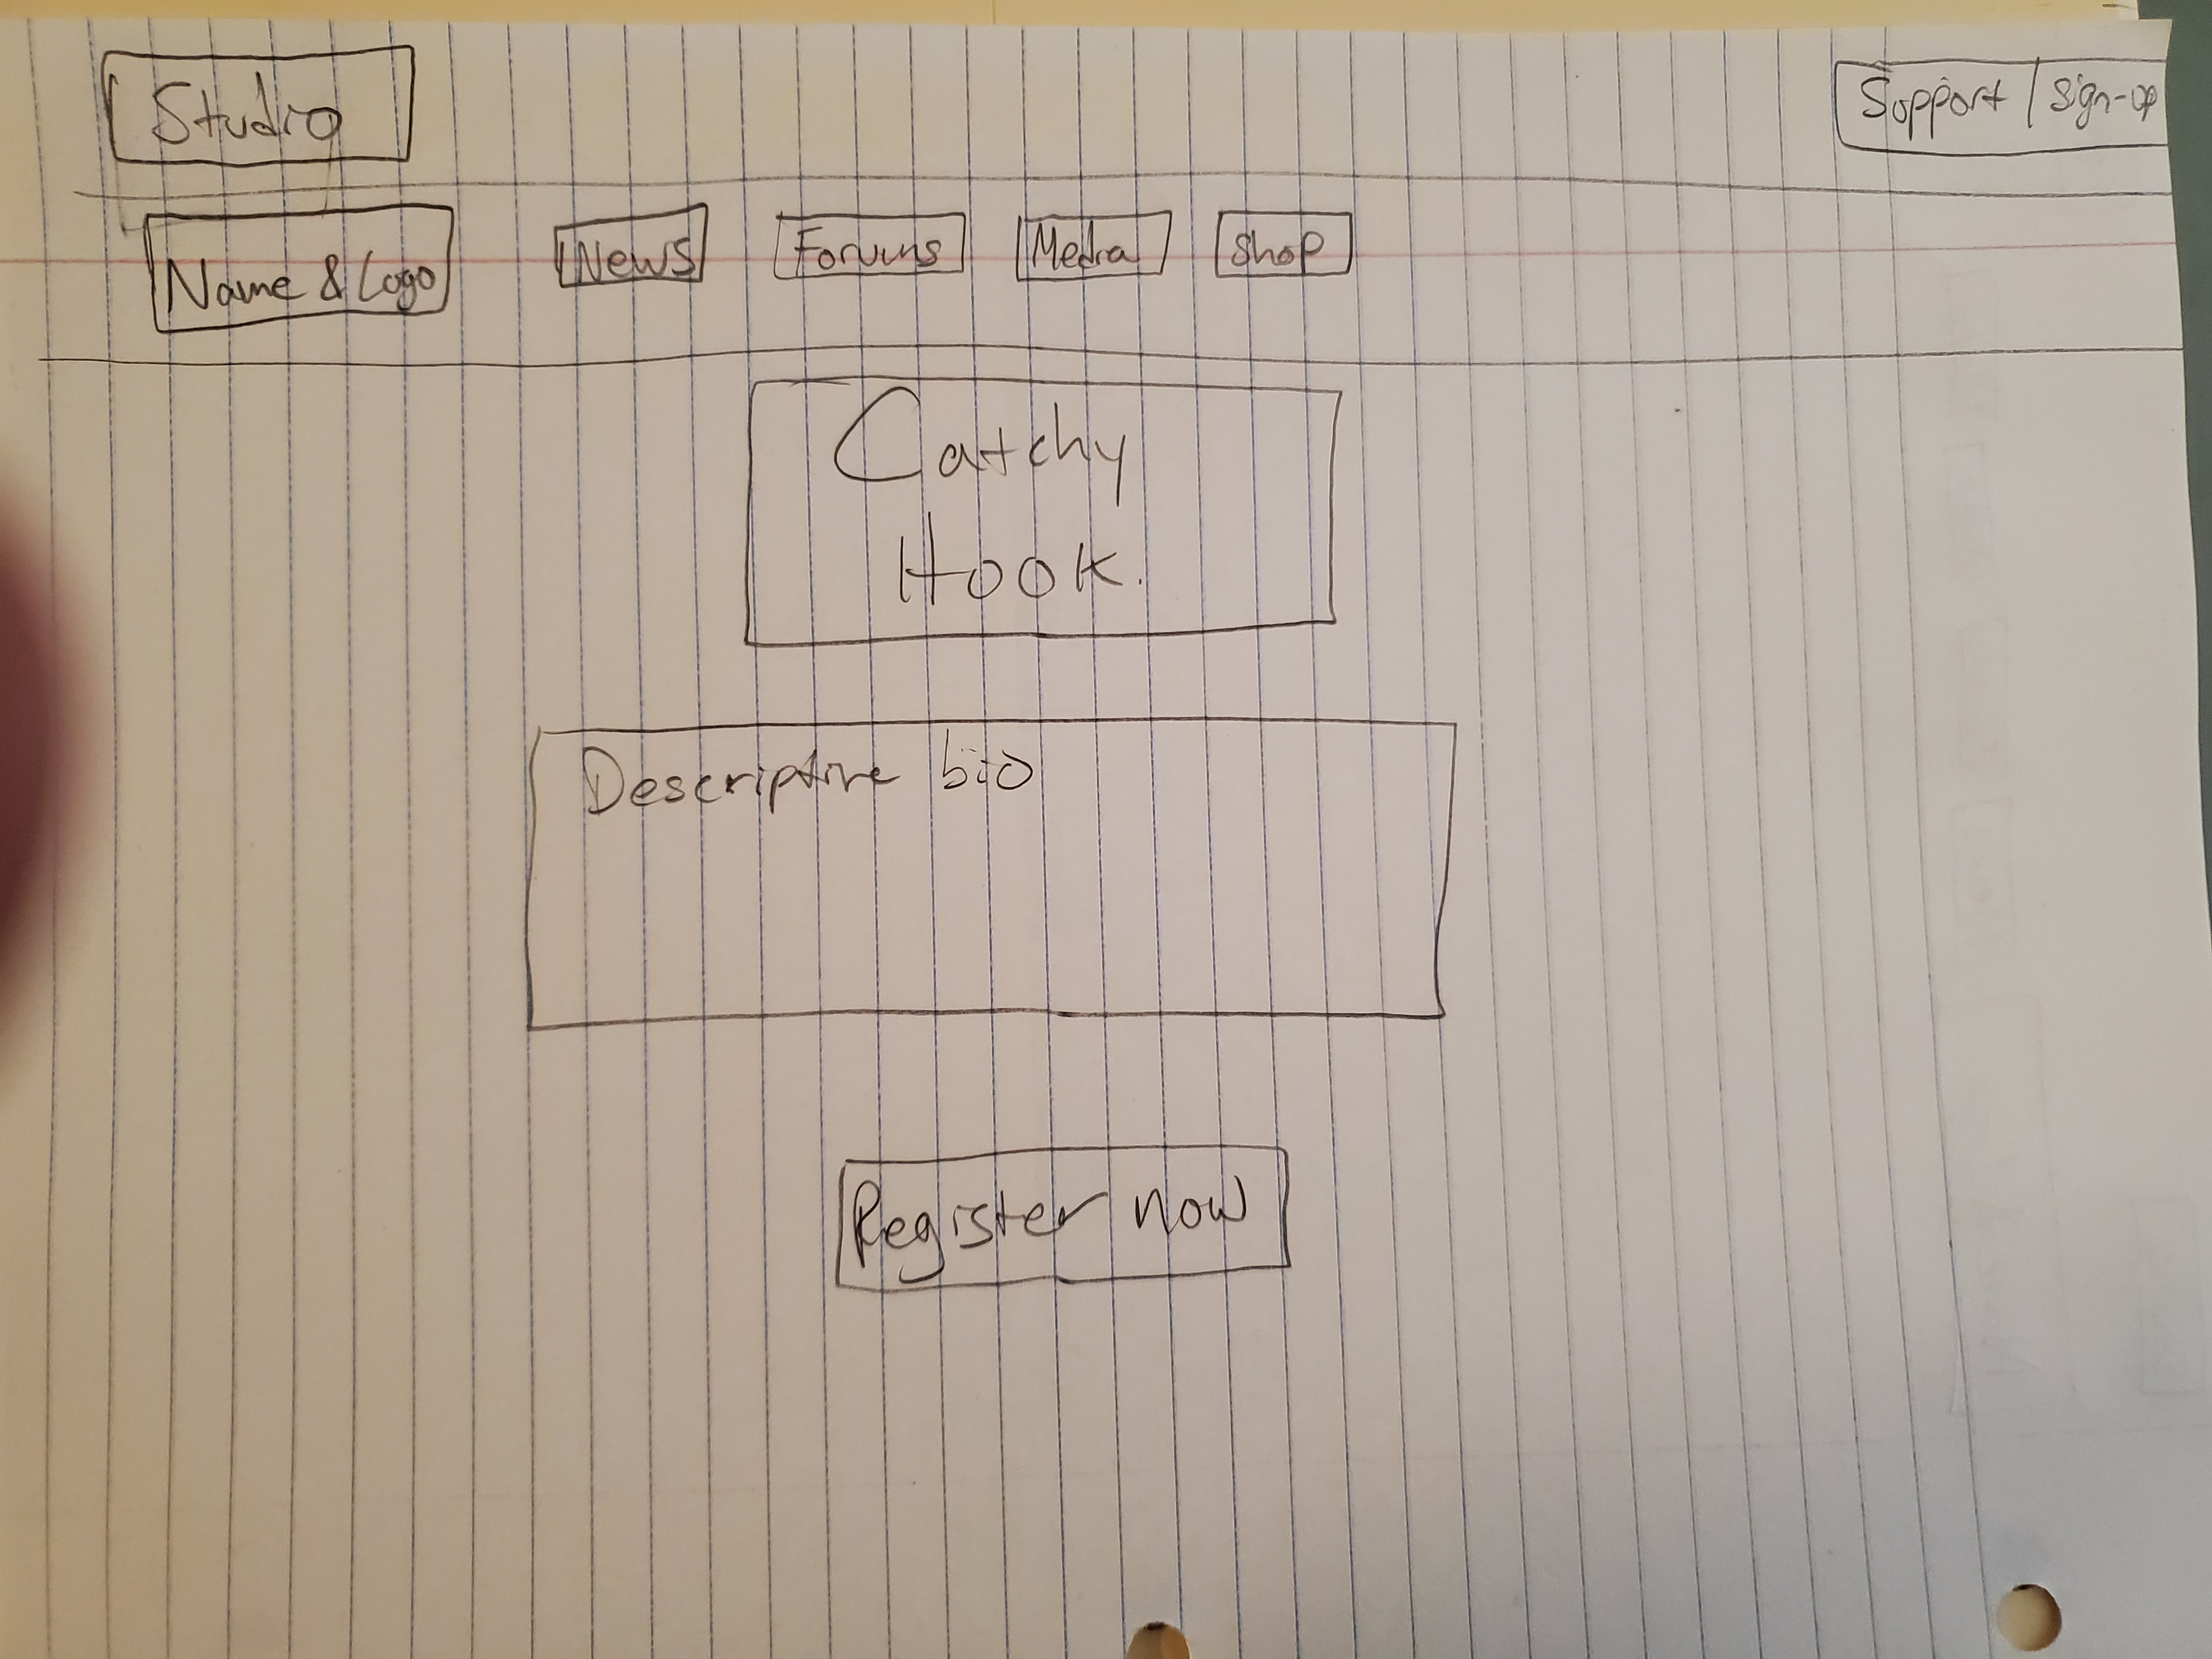 Studio
Support / Sign-up
Name & Logo
News
Forums
Media
Shop
Catchy
Hook.
Descriptive bio
Register now